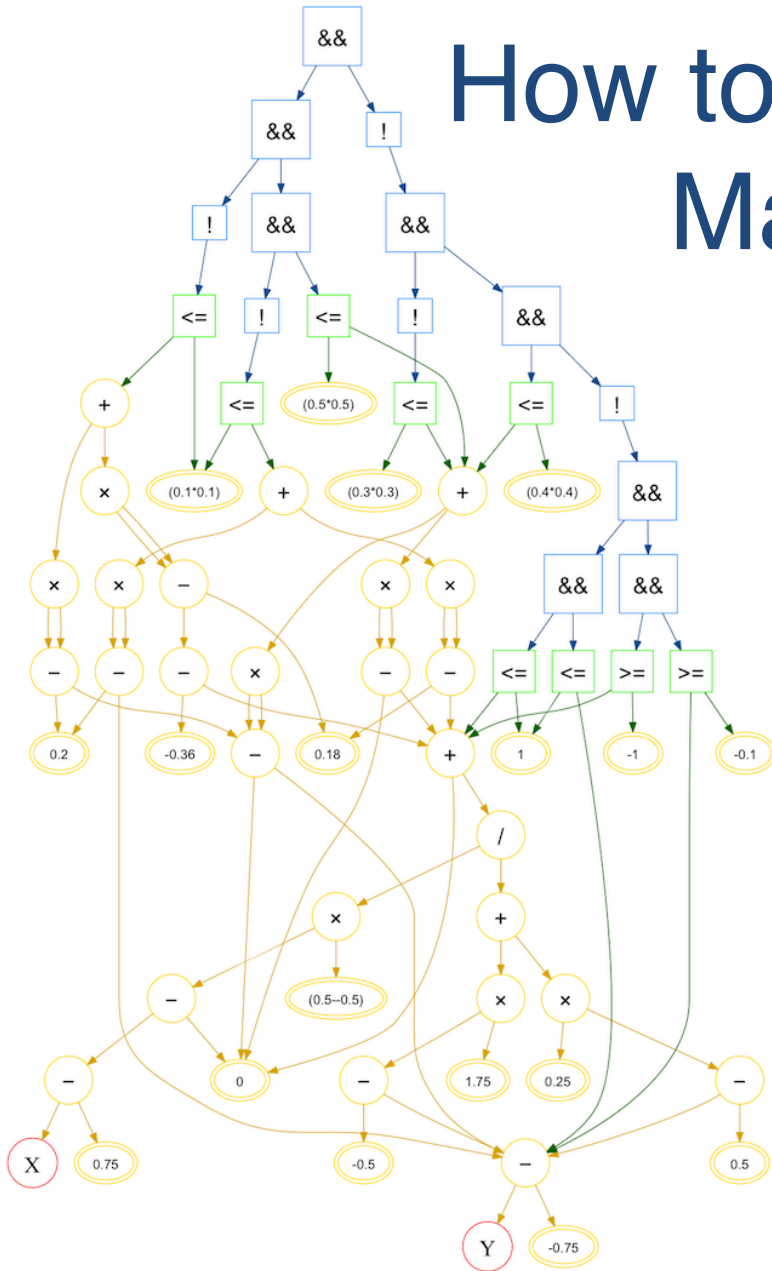 &&
How to
&& !
Ma
! && &&
<= ! <= ! &&
+ <= (0.5*0.5) <= <= !
× (0.1*0.1) + (0.3*0.3) + (0.4*0.4) &&
× × − × × && &&
− − − × − − <= <= >= >=
0.2 -0.36 − 0.18 + 1 -1 -0.1
/
× +
− (0.5--0.5) × ×
− 0 − 1.75 0.25 −
X 0.75 -0.5 − 0.5
Y -0.75